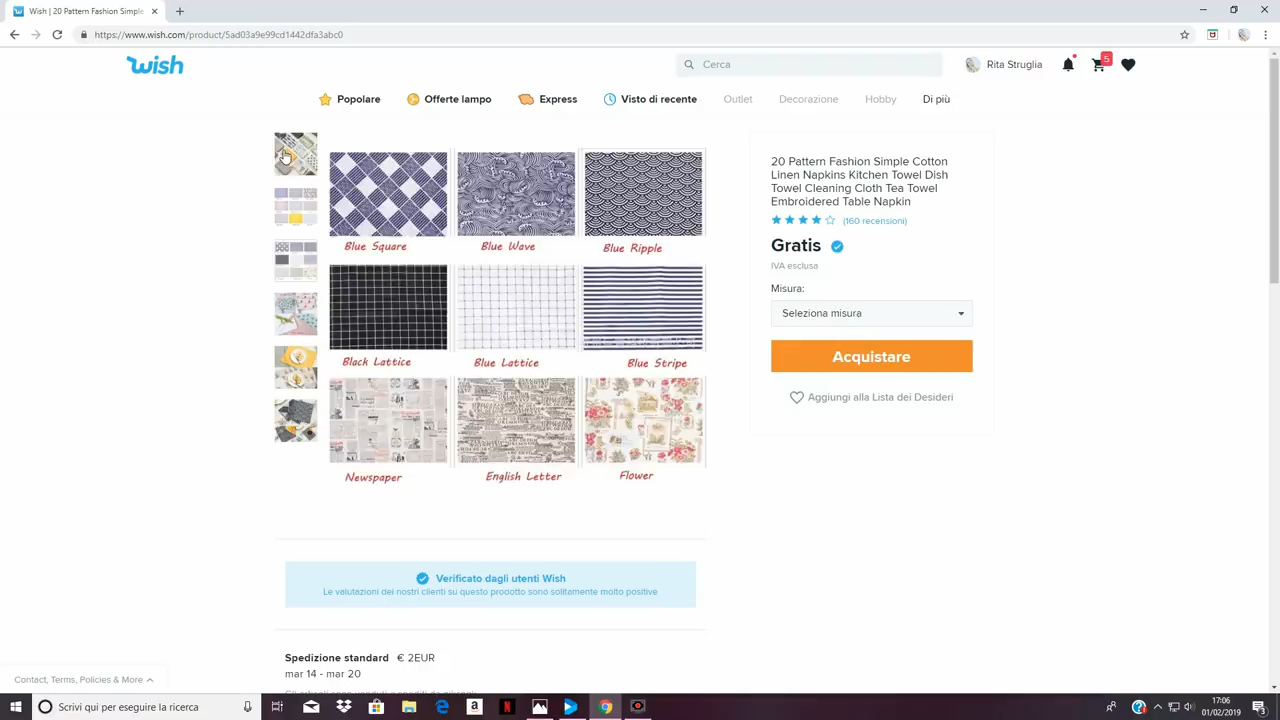 Wish | 20 Pattern Fashion Simple
https://www.wish.com/product/5ad03a9e99cd1442dfa3abc0
wish
Cerca
Rita Struglia
5
Popolare
Offerte lampo
Express
Visto di recente
Outlet
Decorazione
Hobby
Di più
Blue Square
Blue Wave
Blue Ripple
Black Lattice
Blue Lattice
Blue Stripe
Newspaper
English Letter
Flower
20 Pattern Fashion Simple Cotton
Linen Napkins Kitchen Towel Dish
Towel Cleaning Cloth Tea Towel
Embroidered Table Napkin
(160 recensioni)
Gratis
IVA esclusa
Misura:
Seleziona misura
Acquistare
Aggiungi alla Lista dei Desideri
Verificato dagli utenti Wish
Le valutazioni dei nostri clienti su questo prodotto sono solitamente molto positive
Spedizione standard € 2EUR
mar 14 - mar 20
Contact, Terms, Policies & More
Scrivi qui per eseguire la ricerca
17:06
01/02/2019